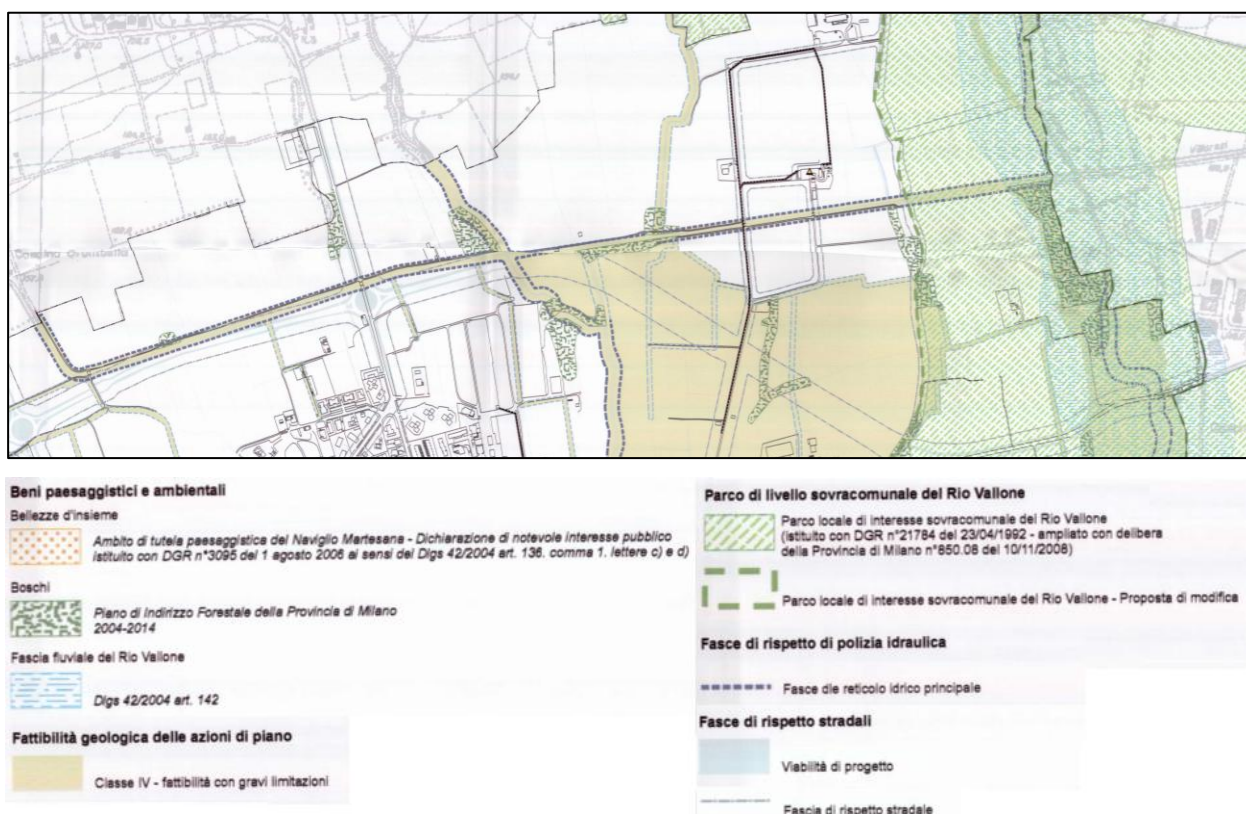 Beni paesaggistici e ambientali
Bellezze d'insieme
Ambito di tutela paesaggistica del Naviglio Martesana - Dichiarazione di notevole interesse pubblico
istituito con DGR n°3095 del 1 agosto 2006 ai sensi del Dlgs 42/2004 art. 136. comma 1. lettere c) e d)
Boschi
Piano di Indirizzo Forestale della Provincia di Milano
2004-2014
Fascia fluviale del Rio Vallone
Dlgs 42/2004 art. 142
Fattibilità geologica delle azioni di piano
Classe IV - fattibilità con gravi limitazioni
Parco di livello sovracomunale del Rio Vallone
Parco locale di interesse sovracomunale del Rio Vallone
(istituito con DGR n°21784 del 23/04/1992 - ampliato con delibera
della Provincia di Milano n°850.08 del 10/11/2008)
Parco locale di interesse sovracomunale del Rio Vallone - Proposta di modifica
Fasce di rispetto di polizia idraulica
Fasce dle reticolo idrico principale
Fasce di rispetto stradali
Viabilità di progetto
Fascia di rispetto stradale